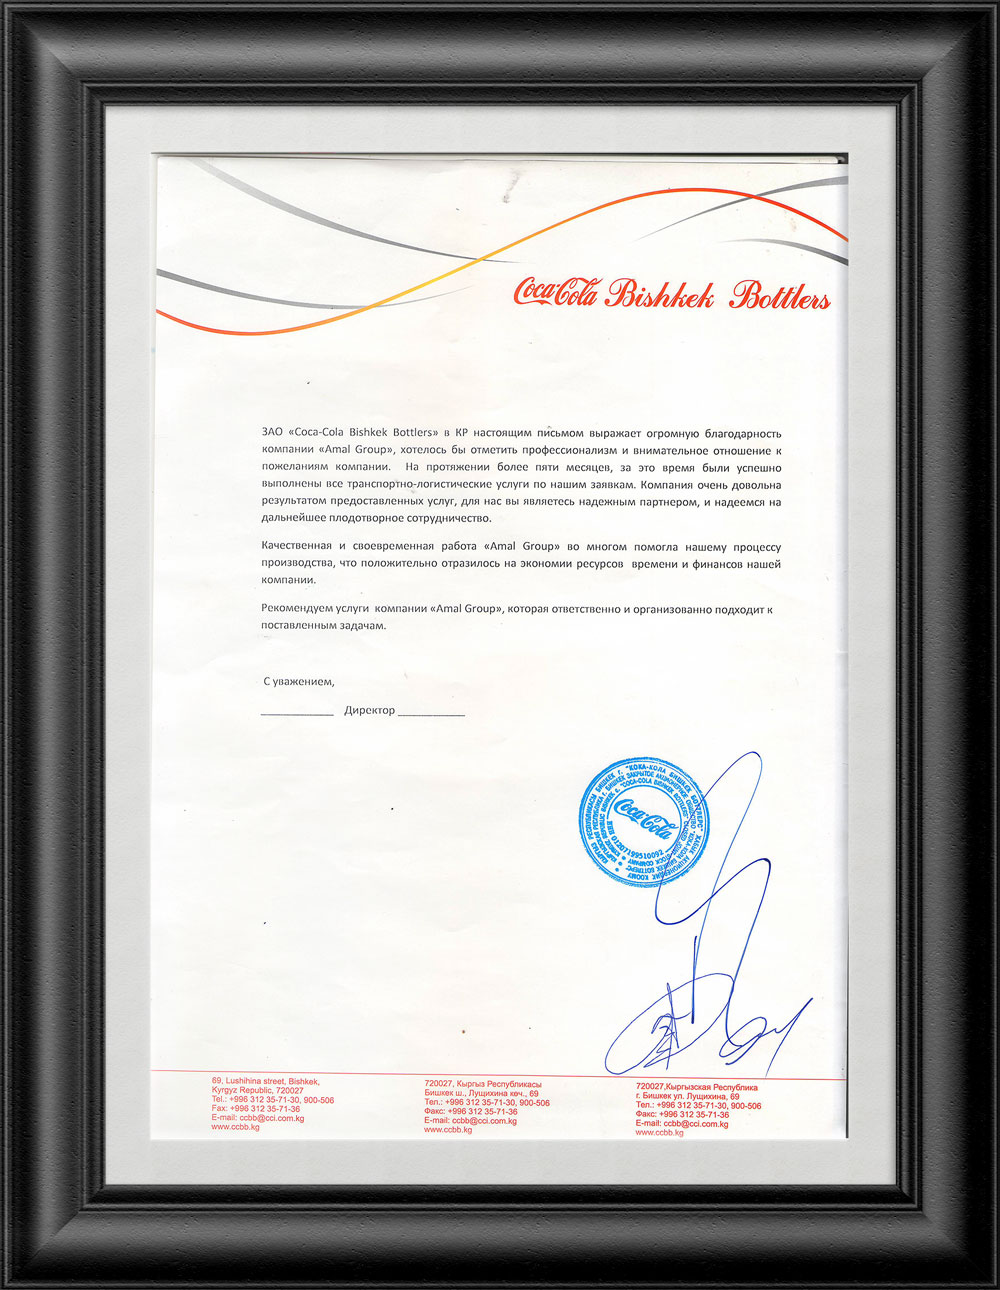 Coca-Cola Bishkek Bottlers
ЗАО «Coca-Cola Bishkek Bottlers» в КР настоящим письмом выражает огромную благодарность
компании «Amal Group», хотелось бы отметить профессионализм и внимательное отношение к
пожеланиям компании. На протяжении более пяти месяцев, за это время были успешно
выполнены все транспортно-логистические услуги по нашим заявкам. Компания очень довольна
результатом предоставленных услуг, для нас вы являетесь надежным партнером, и надеемся на
дальнейшее плодотворное сотрудничество.
Качественная и своевременная работа «Amal Group» во многом помогла нашему процессу
производства, что положительно отразилось на экономии ресурсов времени и финансов нашей
компании.
Рекомендуем услуги компании «Amal Group», которая ответственно и организованно подходит к
поставленным задачам.
С уважением,
____________ Директор ___________
Coca-Cola
69, Lushihina street, Bishkek,
Kyrgyz Republic, 720027
Tel.: +996 312 35-71-30, 900-506
Fax: +996 312 35-71-36
E-mail: ccbb@cci.com.kg
www.ccbb.kg
720027, Кыргыз Республикасы
Бишкек ш., Лущихина көч., 69
Тел.: +996 312 35-71-30, 900-506
Факс: +996 312 35-71-36
E-mail: ccbb@cci.com.kg
www.ccbb.kg
720027,Кыргызская Республика
г. Бишкек ул. Лущихина, 69
Тел.: +996 312 35-71-30, 900-506
Факс: +996 312 35-71-36
E-mail: ccbb@cci.com.kg
www.ccbb.kg